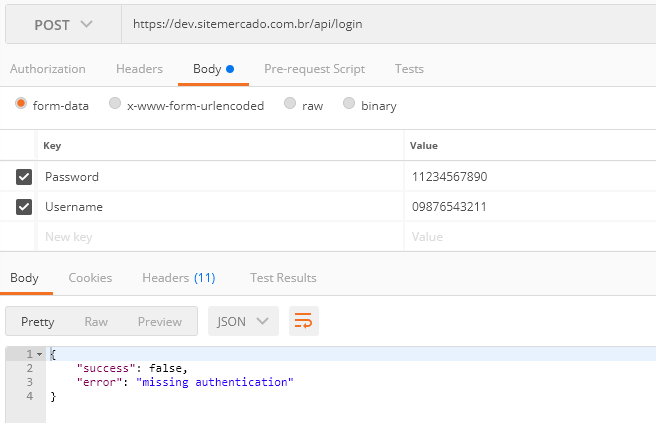 POST https://dev.sitemercado.com.br/api/login
Authorization Headers Body Pre-request Script Tests
form-data x-www-form-urlencoded raw binary
Key Value
Password 11234567890
Username 09876543211
New key Value
Body Cookies Headers (11) Test Results
Pretty Raw Preview JSON
1 {
2 "success": false,
3 "error": "missing authentication"
4 }